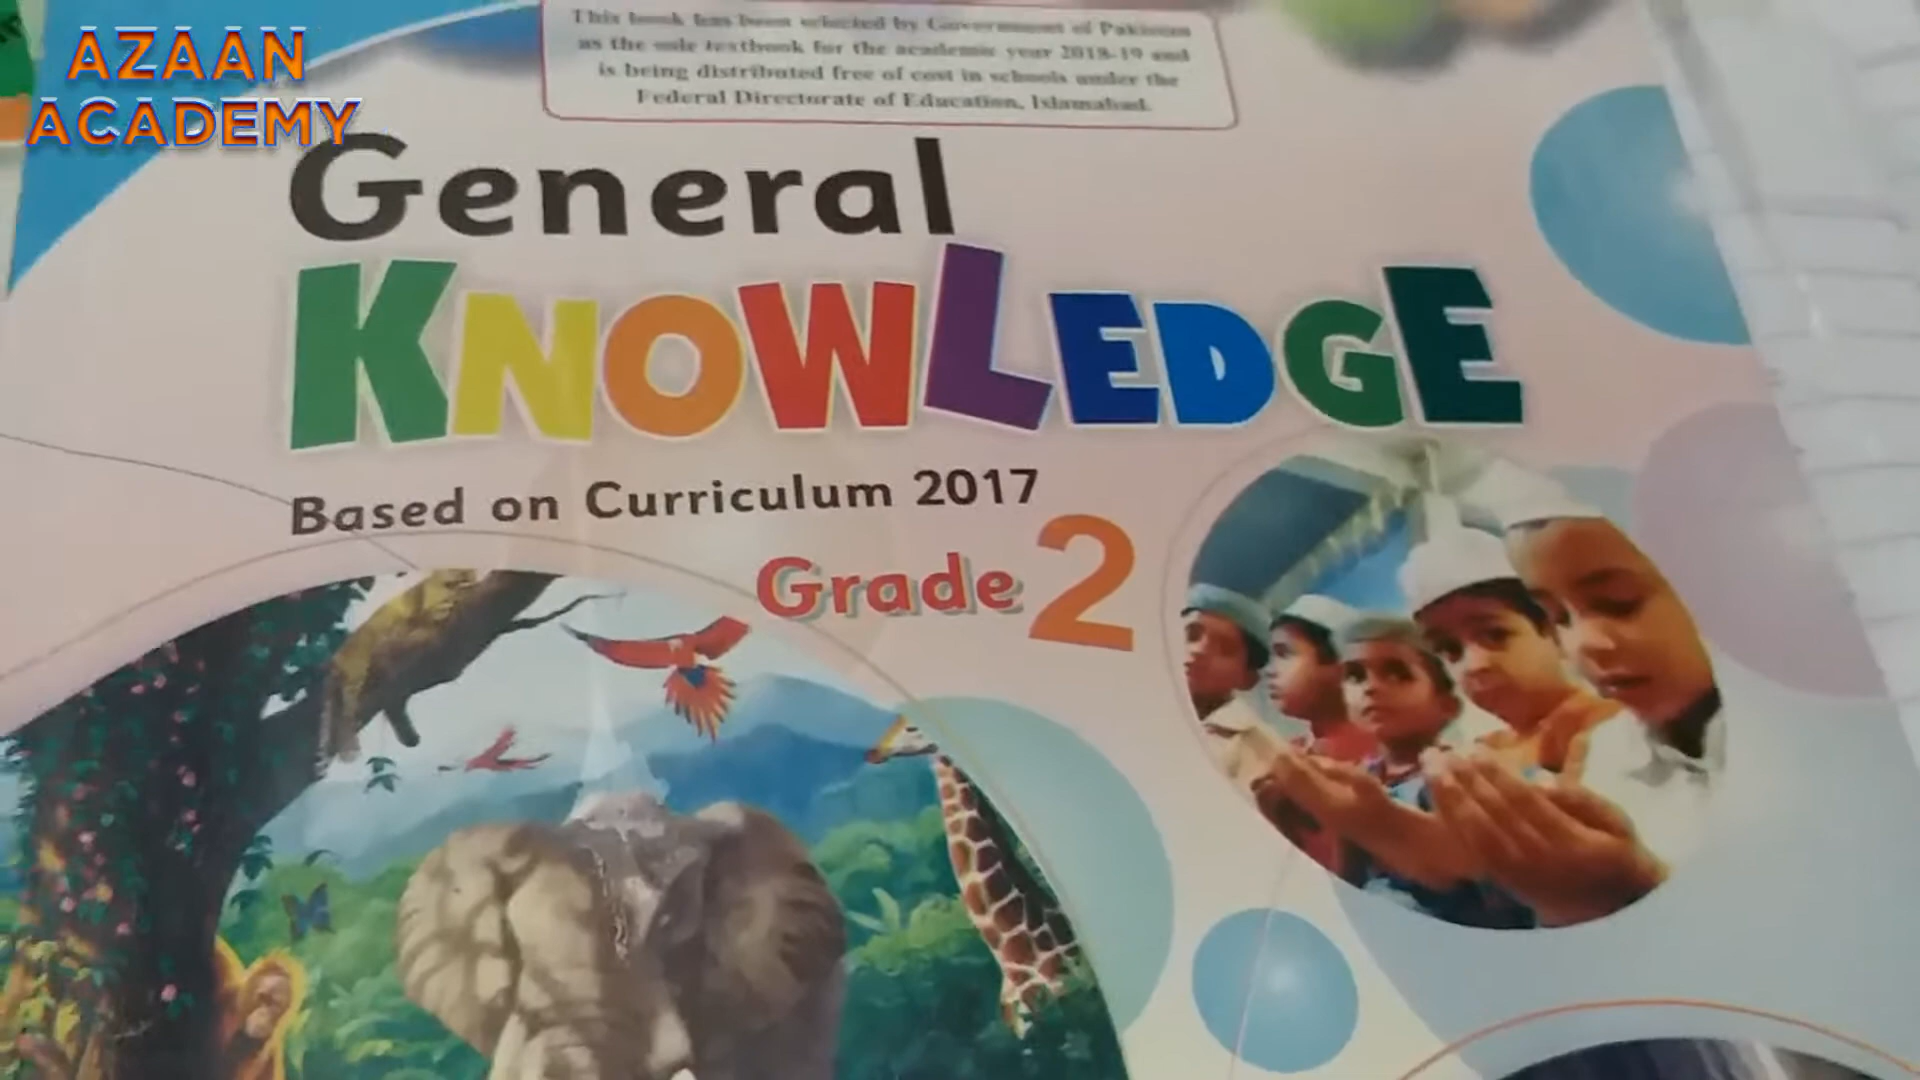 AZAAN
ACADEMY
This book has been selected by Government of Pakistan
as the sole textbook for the academic year 2018-19 and
is being distributed free of cost in schools under the
Federal Directorate of Education, Islamabad.
General
KNOWLEDGE
Based on Curriculum 2017
Grade 2